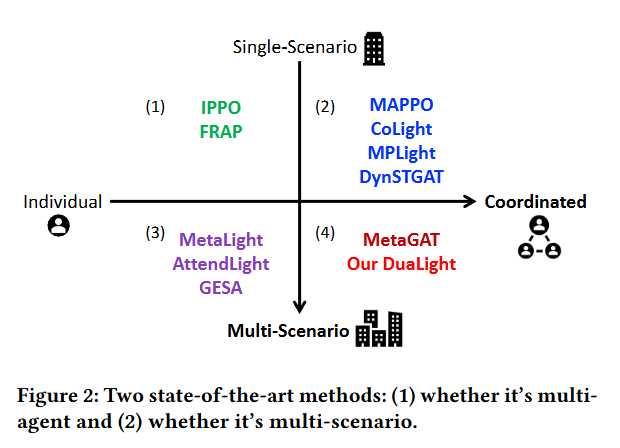 Single-Scenario
(1)
IPPO
FRAP
(2)
MAPPO
CoLight
MPLight
DynSTGAT
Individual
Coordinated
(3)
MetaLight
AttendLight
GESA
(4)
MetaGAT
Our DuaLight
Multi-Scenario
Figure 2: Two state-of-the-art methods: (1) whether it's multi-
agent and (2) whether it's multi-scenario.